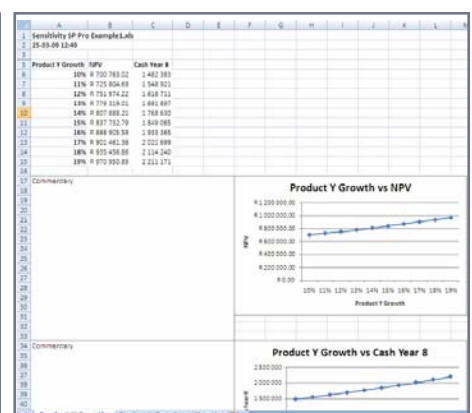 Sensitivity SP Pro Example1.xls
25-03-09 12:49
Product Y Growth NPV Cash Year 8
10% R 700 763.02 1 482 383
11% R 725 804.69 1 548 921
12% R 751 974.22 1 618 711
13% R 779 319.01 1 691 897
14% R 807 888.21 1 768 630
15% R 837 732.79 1 849 065
16% R 868 905.59 1 933 365
17% R 901 461.38 2 021 699
18% R 935 456.86 2 114 240
19% R 970 950.89 2 211 171
Commentary
Product Y Growth vs NPV
R 1 200 000.00
R 1 000 000.00
R 800 000.00
R 600 000.00
R 400 000.00
R 200 000.00
R 0.00
NPV
10% 11% 12% 13% 14% 15% 16% 17% 18% 19%
Product Y Growth
Commentary
Product Y Growth vs Cash Year 8
2 500 000
2 000 000
1 500 000